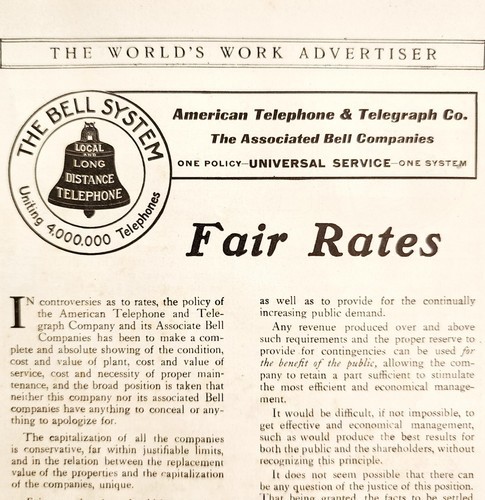 THE WORLD'S WORK ADVERTISER
THE BELL SYSTEM
LOCAL
AND
LONG
DISTANCE
TELEPHONE
Uniting 4,000,000 Telephones
American Telephone & Telegraph Co.
The Associated Bell Companies
ONE POLICY—UNIVERSAL SERVICE—ONE SYSTEM
Fair Rates
IN controversies as to rates, the policy of
the American Telephone and Tele-
graph Company and its Associate Bell
Companies has been to make a com-
plete and absolute showing of the condition,
cost and value of plant, cost and value of
service, cost and necessity of proper main-
tenance, and the broad position is taken that
neither this company nor its associated Bell
companies have anything to conceal or any-
thing to apologize for.
The capitalization of all the companies
is conservative, far within justifiable limits,
and in the relation between the replacement
value of the properties and the capitalization
of the companies, unique.
as well as to provide for the continually
increasing public demand.
Any revenue produced over and above
such requirements and the proper reserve to
provide for contingencies can be used for
the benefit of the public, allowing the com-
pany to retain a part sufficient to stimulate
the most efficient and economical manage-
ment.
It would be difficult, if not impossible, to
get effective and economical management,
such as would produce the best results for
both the public and the shareholders, without
recognizing this principle.
It does not seem possible that there can
be any question of the justice of this position.
That being granted, the facts to be settled